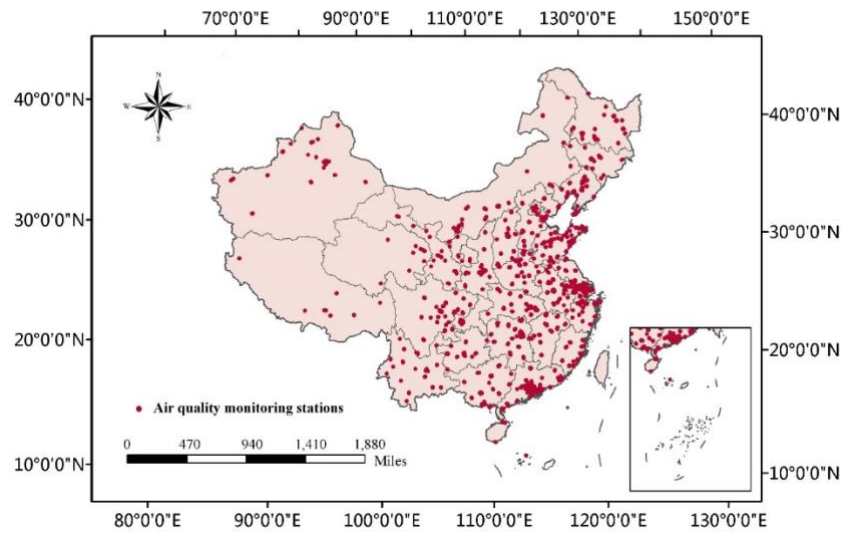 70°0'0"E 90°0'0"E 110°0'0"E 130°0'0"E 150°0'0"E
N
W E
S
40°0'0"N 40°0'0"N
30°0'0"N 30°0'0"N
20°0'0"N 20°0'0"N
Air quality monitoring stations
0 470 940 1,410 1,880
Miles
10°0'0"N 10°0'0"N
80°0'0"E 90°0'0"E 100°0'0"E 110°0'0"E 120°0'0"E 130°0'0"E